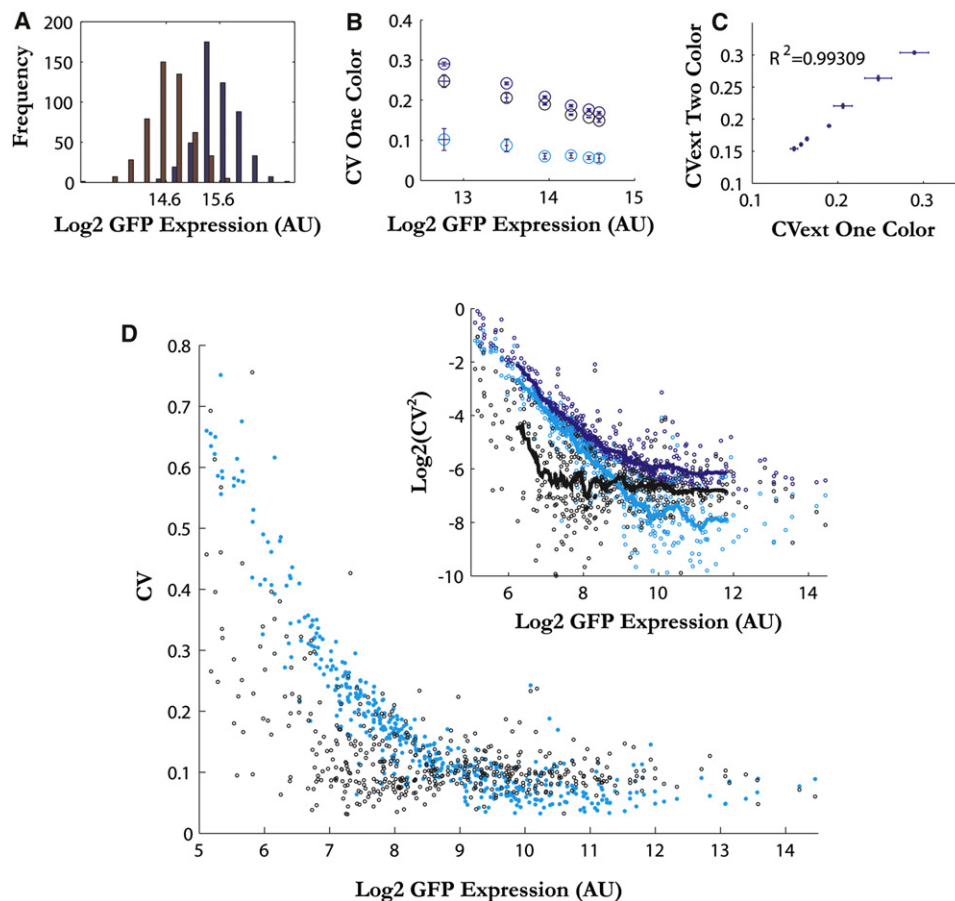 A
Frequency
200
150
100
50
0
14.6 15.6
Log2 GFP Expression (AU)
B
CV One Color
0.4
0.3
0.2
0.1
0
13 14 15
Log2 GFP Expression (AU)
C
CVext Two Color
R²=0.99309
0.3
0.25
0.2
0.15
0.1
0.1 0.2 0.3
CVext One Color
D
CV
0.8
0.7
0.6
0.5
0.4
0.3
0.2
0.1
0
5 6 7 8 9 10 11 12 13 14
Log2 GFP Expression (AU)
Log2(CV²)
0
-2
-4
-6
-8
-10
6 8 10 12 14
Log2 GFP Expression (AU)